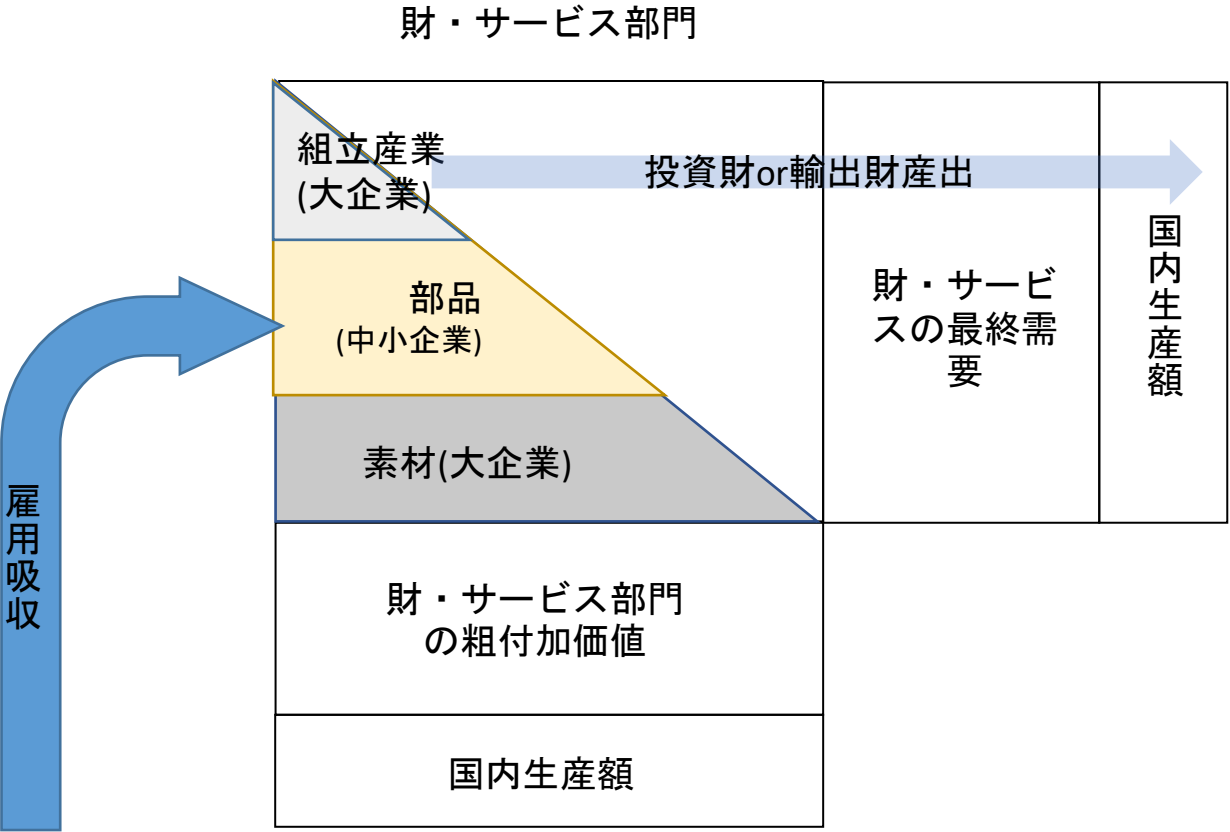 財・サービス部門
組立産業
(大企業)
投資財or輸出財産出
部品
(中小企業)
素材(大企業)
財・サービ
スの最終需
要
国内生産額
雇用吸収
財・サービス部門
の粗付加価値
国内生産額